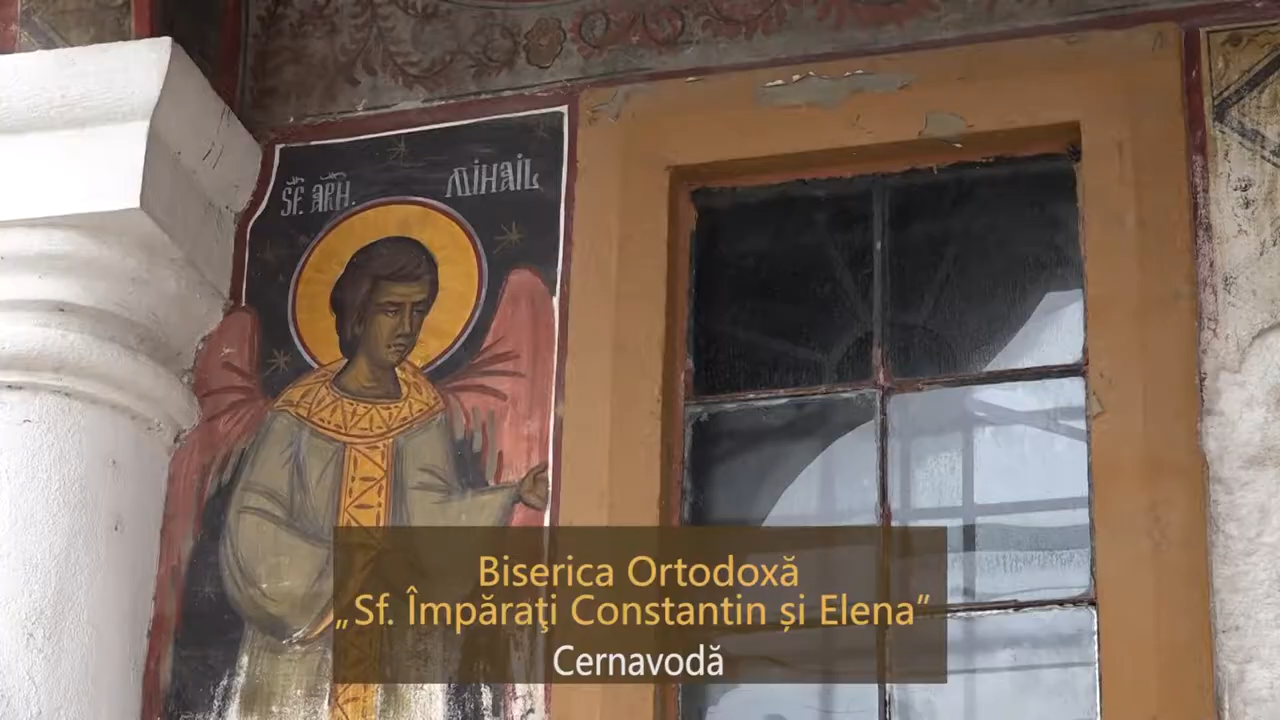 SF. ARH. MIHAIL
Biserica Ortodoxă
„Sf. Împăraţi Constantin și Elena”
Cernavodă